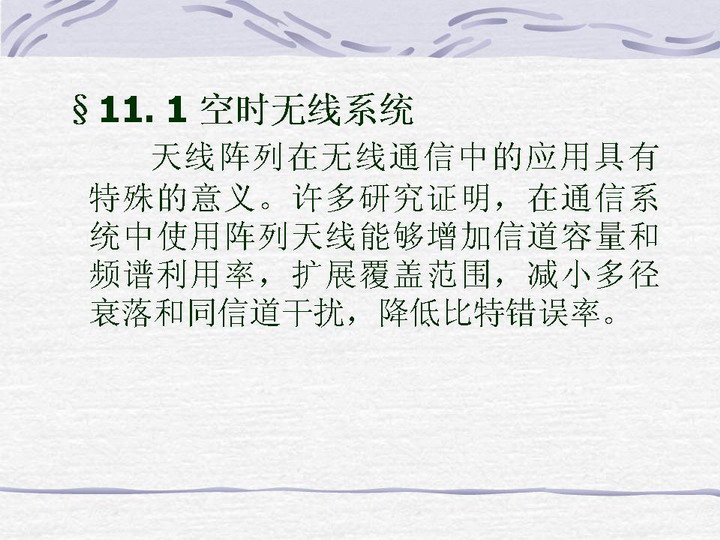 §11. 1 空时无线系统
天线阵列在无线通信中的应用具有
特殊的意义。许多研究证明，在通信系
统中使用阵列天线能够增加信道容量和
频谱利用率，扩展覆盖范围，减小多径
衰落和同信道干扰，降低比特错误率。